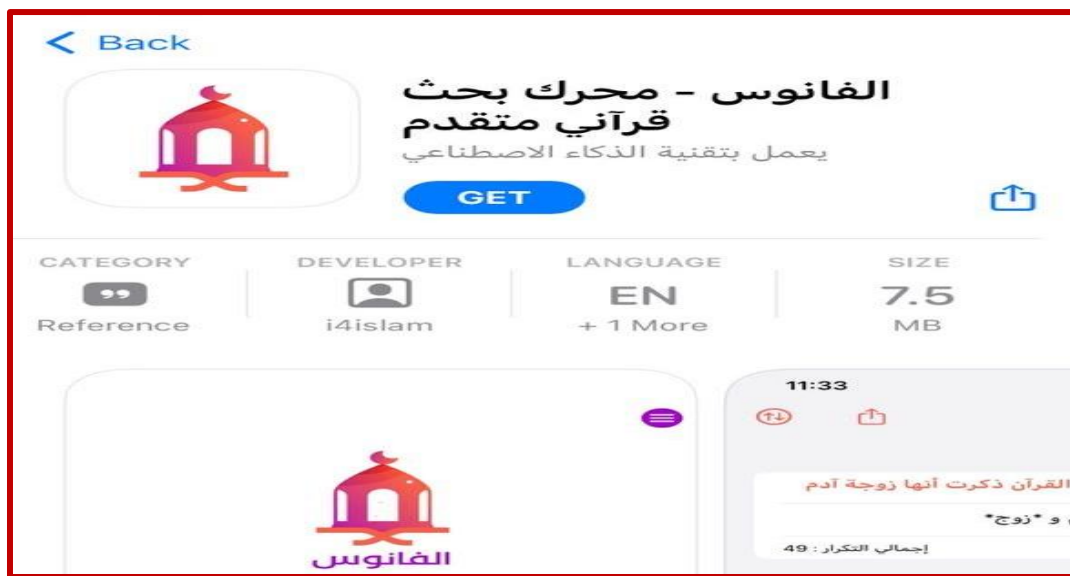 Back
الفانوس - محرك بحث
قرآني متقدم
يعمل بتقنية الذكاء الاصطناعي
GET
CATEGORY
DEVELOPER
LANGUAGE
SIZE
EN
7.5
Reference
i4islam
+ 1 More
MB
11:33
القرآن ذكرت أنها زوجة آدم
و *زوج*
إجمالي التكرار : 49
الفانوس